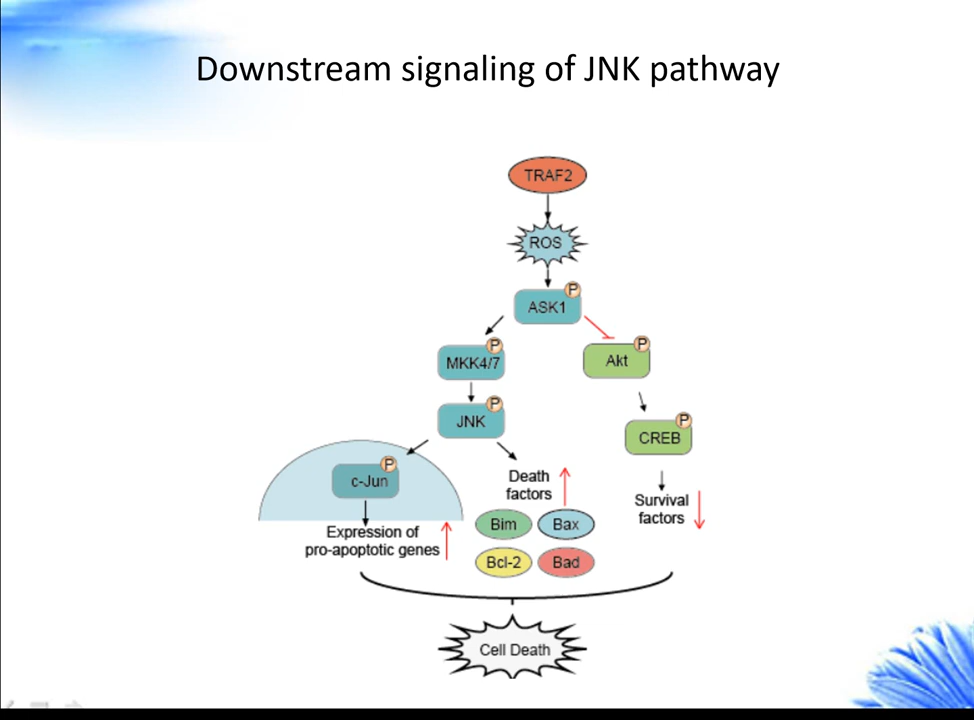 Downstream signaling of JNK pathway
TRAF2
ROS
P
ASK1
P
MKK4/7
P
Akt
P
JNK
P
CREB
P
c-Jun
Death
factors
Survival
factors
Expression of
pro-apoptotic genes
Bim
Bax
Bcl-2
Bad
Cell Death